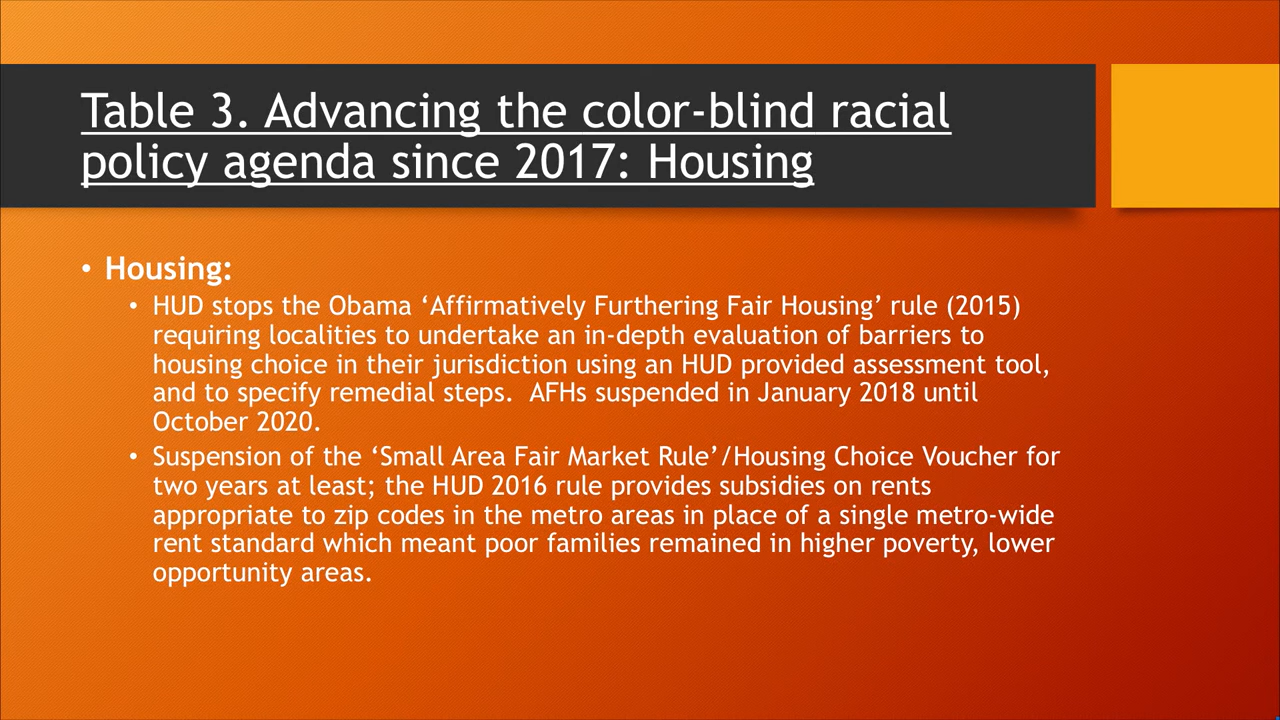 Table 3. Advancing the color-blind racial
policy agenda since 2017: Housing
• Housing:
• HUD stops the Obama ‘Affirmatively Furthering Fair Housing’ rule (2015)
requiring localities to undertake an in-depth evaluation of barriers to
housing choice in their jurisdiction using an HUD provided assessment tool,
and to specify remedial steps.  AFHs suspended in January 2018 until
October 2020.
• Suspension of the ‘Small Area Fair Market Rule’/Housing Choice Voucher for
two years at least; the HUD 2016 rule provides subsidies on rents
appropriate to zip codes in the metro areas in place of a single metro-wide
rent standard which meant poor families remained in higher poverty, lower
opportunity areas.